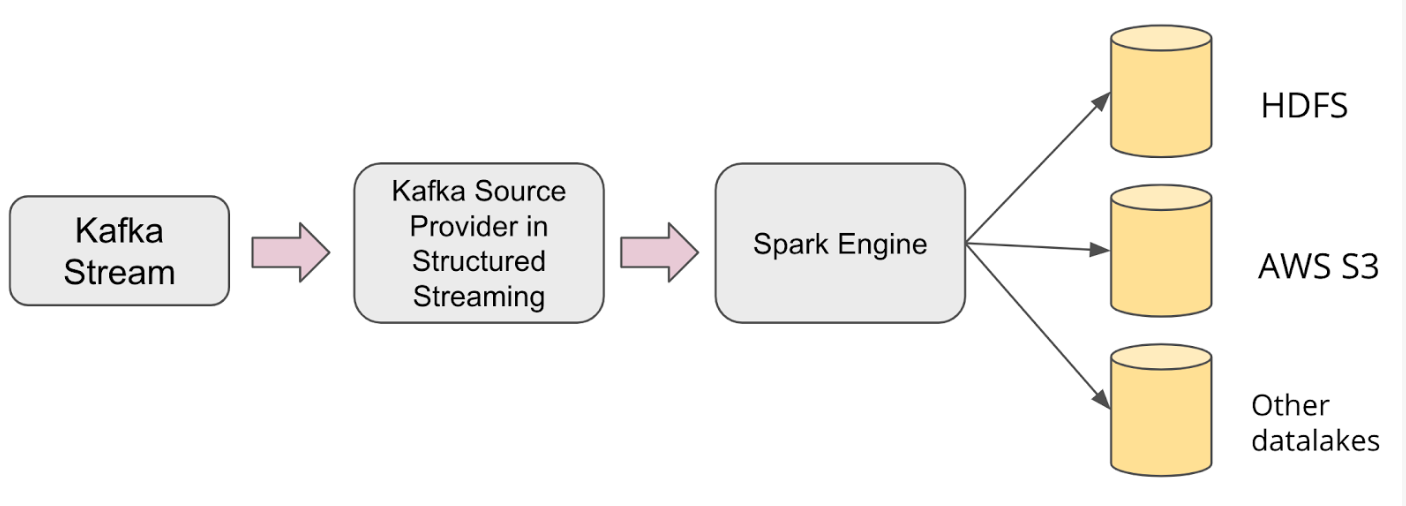 Kafka
Stream
Kafka Source
Provider in
Structured
Streaming
Spark Engine
HDFS
AWS S3
Other
datalakes